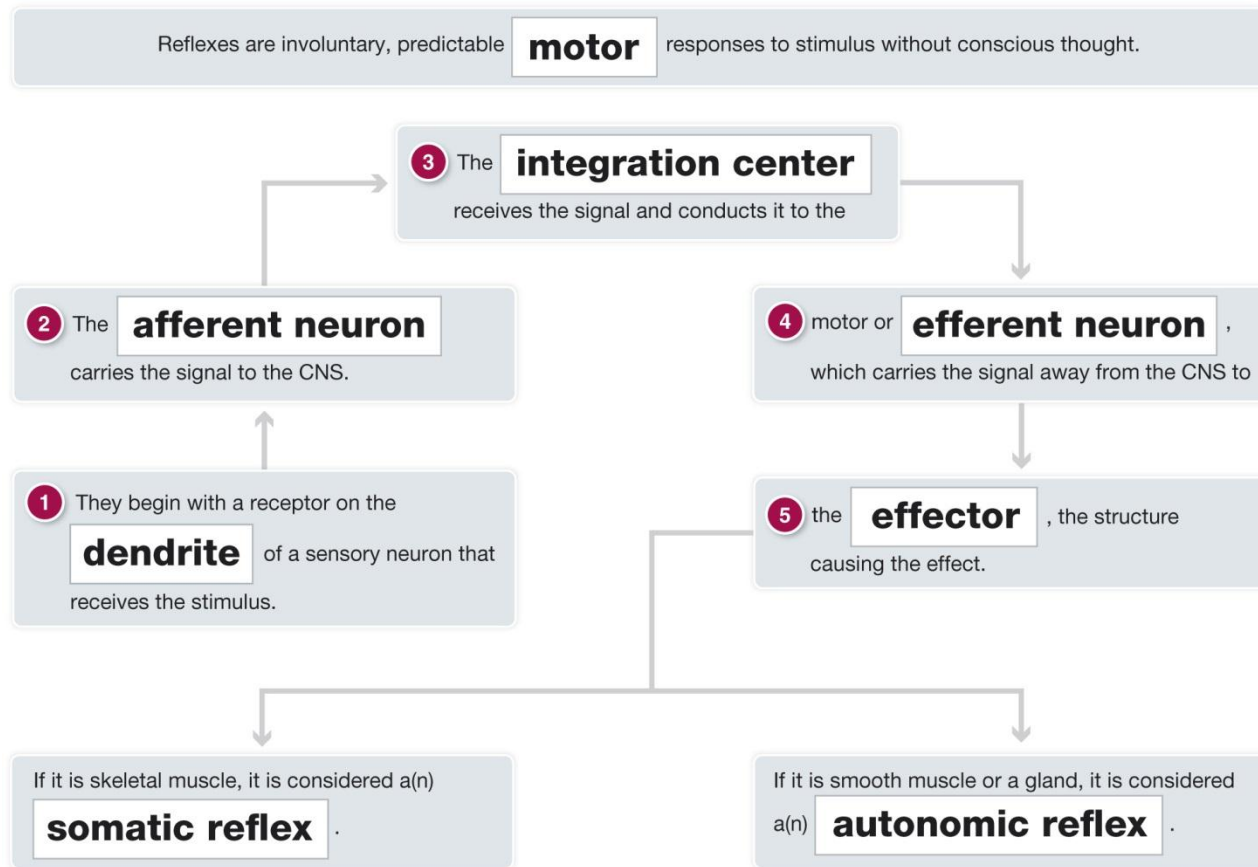 Reflexes are involuntary, predictable motor responses to stimulus without conscious thought.
3 The integration center
receives the signal and conducts it to the
2 The afferent neuron
carries the signal to the CNS.
4 motor or efferent neuron ,
which carries the signal away from the CNS to
1 They begin with a receptor on the
dendrite of a sensory neuron that
receives the stimulus.
5 the effector , the structure
causing the effect.
If it is skeletal muscle, it is considered a(n)
somatic reflex .
If it is smooth muscle or a gland, it is considered
a(n) autonomic reflex .